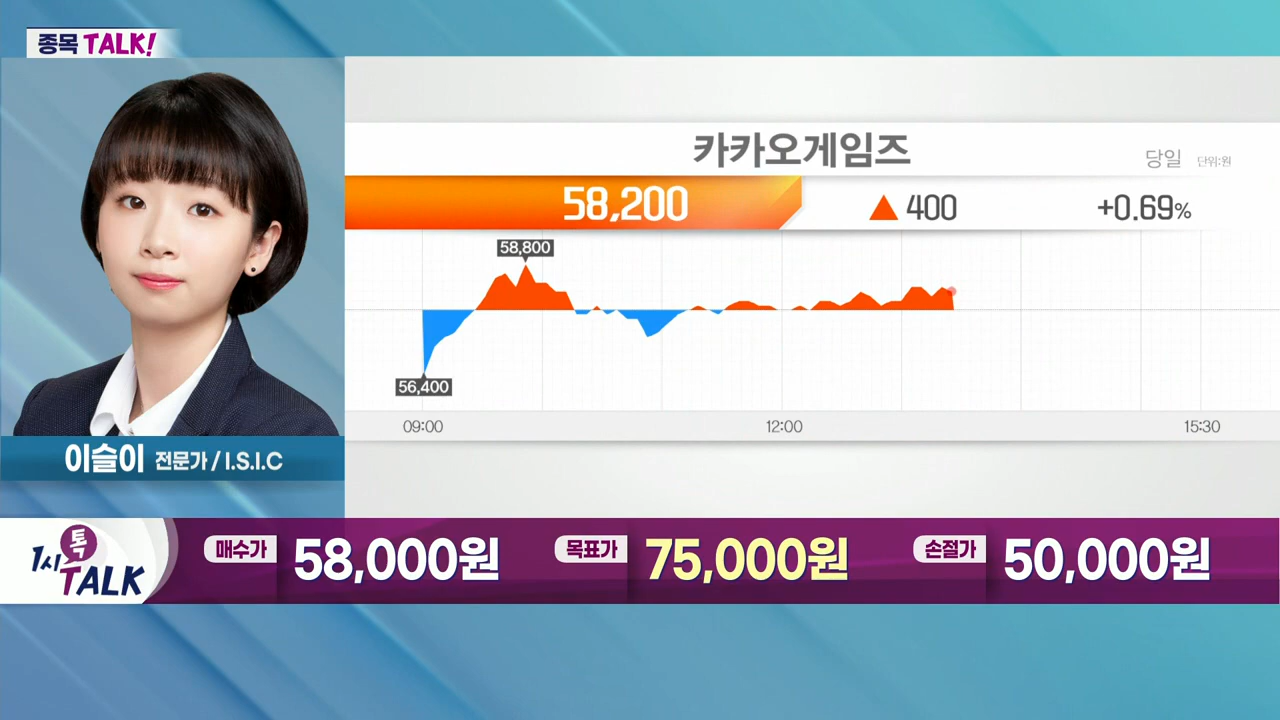 종목 TALK!
카카오게임즈
당일 단위:원
58,200 ▲400 +0.69%
58,800
56,400
09:00 12:00 15:30
이슬이 전문가 / I.S.I.C
1시 톡 TALK
매수가 58,000원 목표가 75,000원 손절가 50,000원